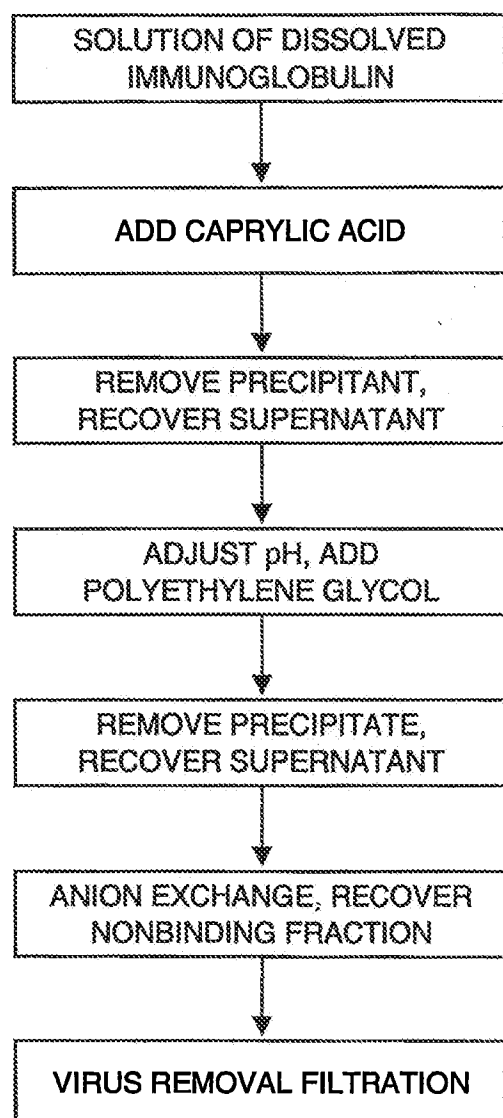 SOLUTION OF DISSOLVED
IMMUNOGLOBULIN
ADD CAPRYLIC ACID
REMOVE PRECIPITANT,
RECOVER SUPERNATANT
ADJUST pH, ADD
POLYETHYLENE GLYCOL
REMOVE PRECIPITATE,
RECOVER SUPERNATANT
ANION EXCHANGE, RECOVER
NONBINDING FRACTION
VIRUS REMOVAL FILTRATION